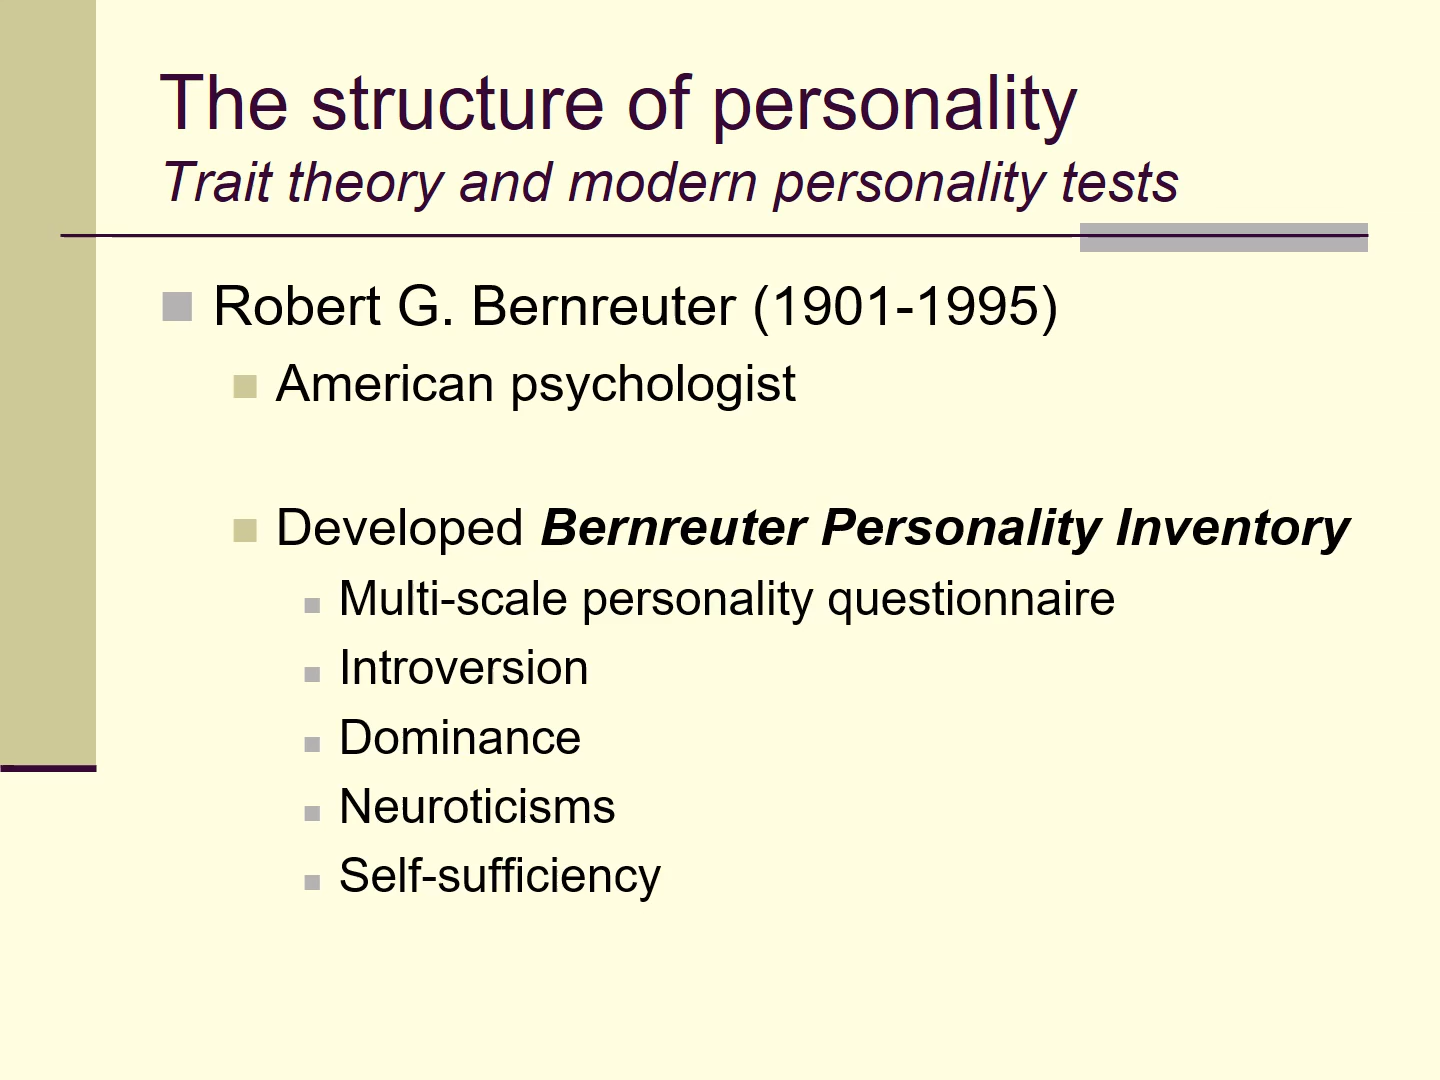 The structure of personality
Trait theory and modern personality tests
Robert G. Bernreuter (1901-1995)
American psychologist
Developed Bernreuter Personality Inventory
Multi-scale personality questionnaire
Introversion
Dominance
Neuroticisms
Self-sufficiency